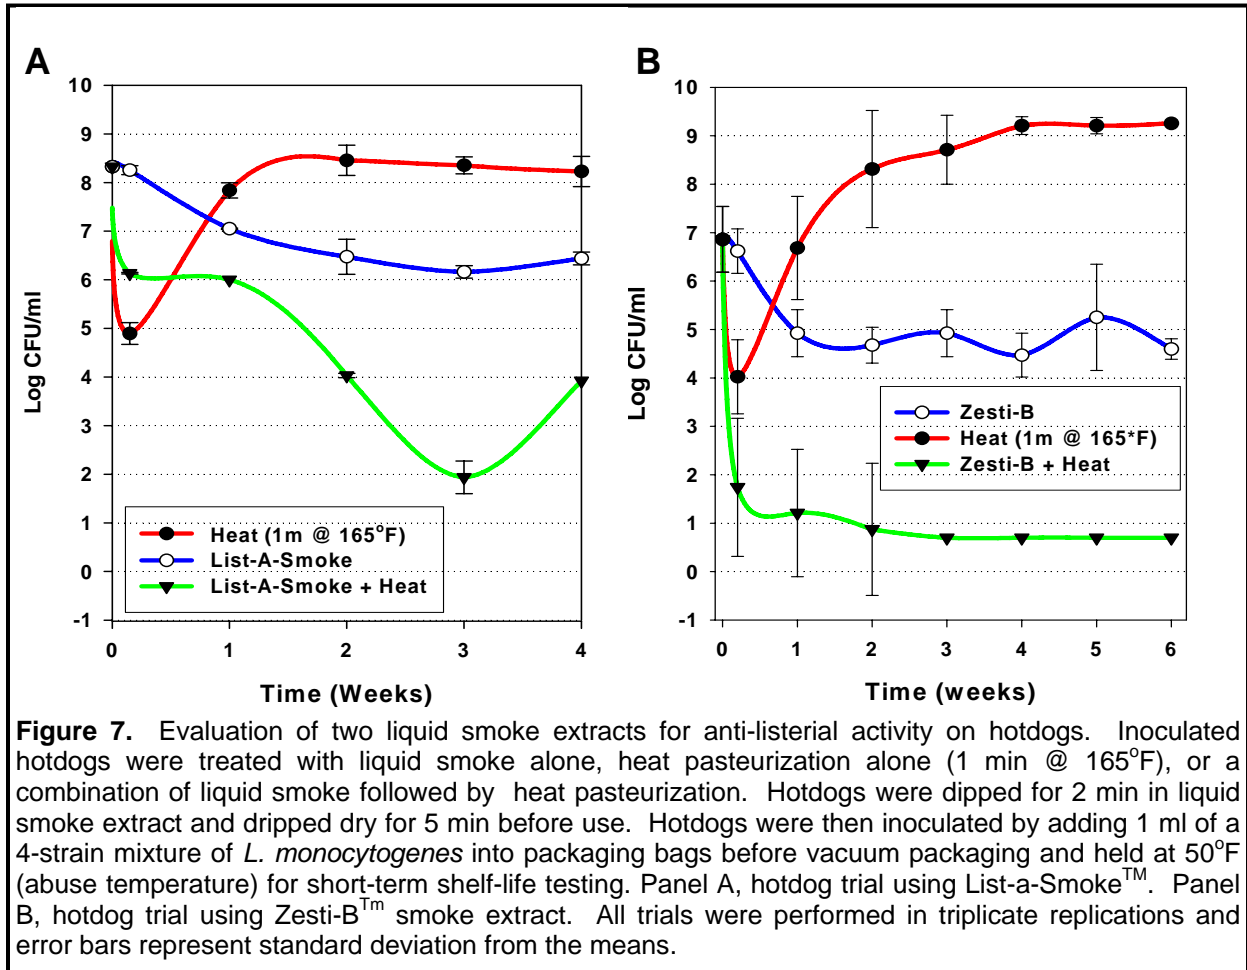 A
10
9
8
7
6
5
4
3
2
1
0
-1
Log CFU/ml
Heat (1m @ 165oF)
List-A-Smoke
List-A-Smoke + Heat
0 1 2 3 4
Time (Weeks)
B
10
9
8
7
6
5
4
3
2
1
0
-1
Log CFU/ml
Zesti-B
Heat (1m @ 165*F)
Zesti-B + Heat
0 1 2 3 4 5 6
Time (weeks)
Figure 7. Evaluation of two liquid smoke extracts for anti-listerial activity on hotdogs. Inoculated
hotdogs were treated with liquid smoke alone, heat pasteurization alone (1 min @ 165oF), or a
combination of liquid smoke followed by heat pasteurization. Hotdogs were dipped for 2 min in liquid
smoke extract and dripped dry for 5 min before use. Hotdogs were then inoculated by adding 1 ml of a
4-strain mixture of L. monocytogenes into packaging bags before vacuum packaging and held at 50oF
(abuse temperature) for short-term shelf-life testing. Panel A, hotdog trial using List-a-SmokeTM. Panel
B, hotdog trial using Zesti-BTm smoke extract. All trials were performed in triplicate replications and
error bars represent standard deviation from the means.